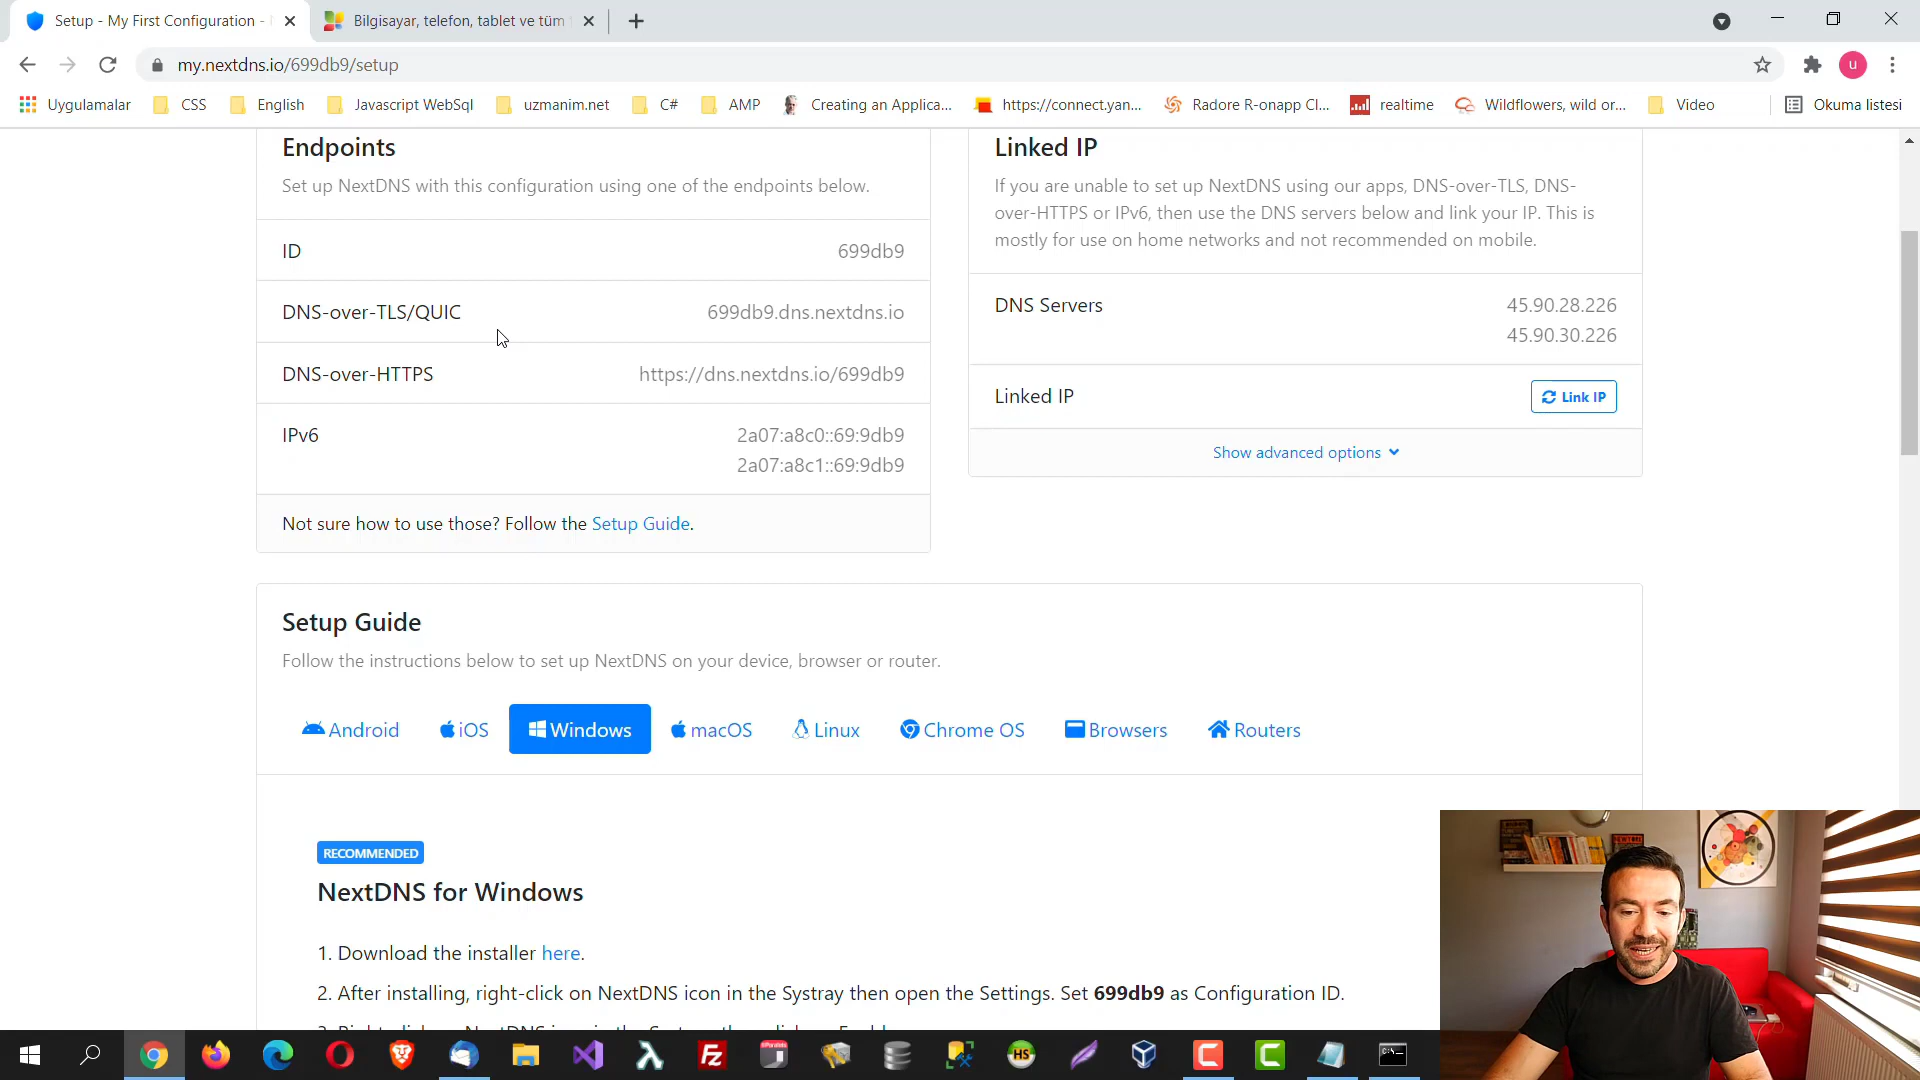 Setup - My First Configuration -
Bilgisayar, telefon, tablet ve tüm
my.nextdns.io/699db9/setup
u
Uygulamalar
CSS
English
Javascript WebSql
uzmanim.net
C#
AMP
Creating an Applica...
https://connect.yan...
Radore R-onapp Cl...
realtime
Wildflowers, wild or...
Video
Okuma listesi
Endpoints
Set up NextDNS with this configuration using one of the endpoints below.
ID 699db9
DNS-over-TLS/QUIC 699db9.dns.nextdns.io
DNS-over-HTTPS https://dns.nextdns.io/699db9
IPv6 2a07:a8c0::69:9db9
2a07:a8c1::69:9db9
Not sure how to use those? Follow the Setup Guide.
Linked IP
If you are unable to set up NextDNS using our apps, DNS-over-TLS, DNS-
over-HTTPS or IPv6, then use the DNS servers below and link your IP. This is
mostly for use on home networks and not recommended on mobile.
DNS Servers 45.90.28.226
45.90.30.226
Linked IP Link IP
Show advanced options
Setup Guide
Follow the instructions below to set up NextDNS on your device, browser or router.
Android
iOS
Windows
macOS
Linux
Chrome OS
Browsers
Routers
RECOMMENDED
NextDNS for Windows
1. Download the installer here.
2. After installing, right-click on NextDNS icon in the Systray then open the Settings. Set 699db9 as Configuration ID.
HS